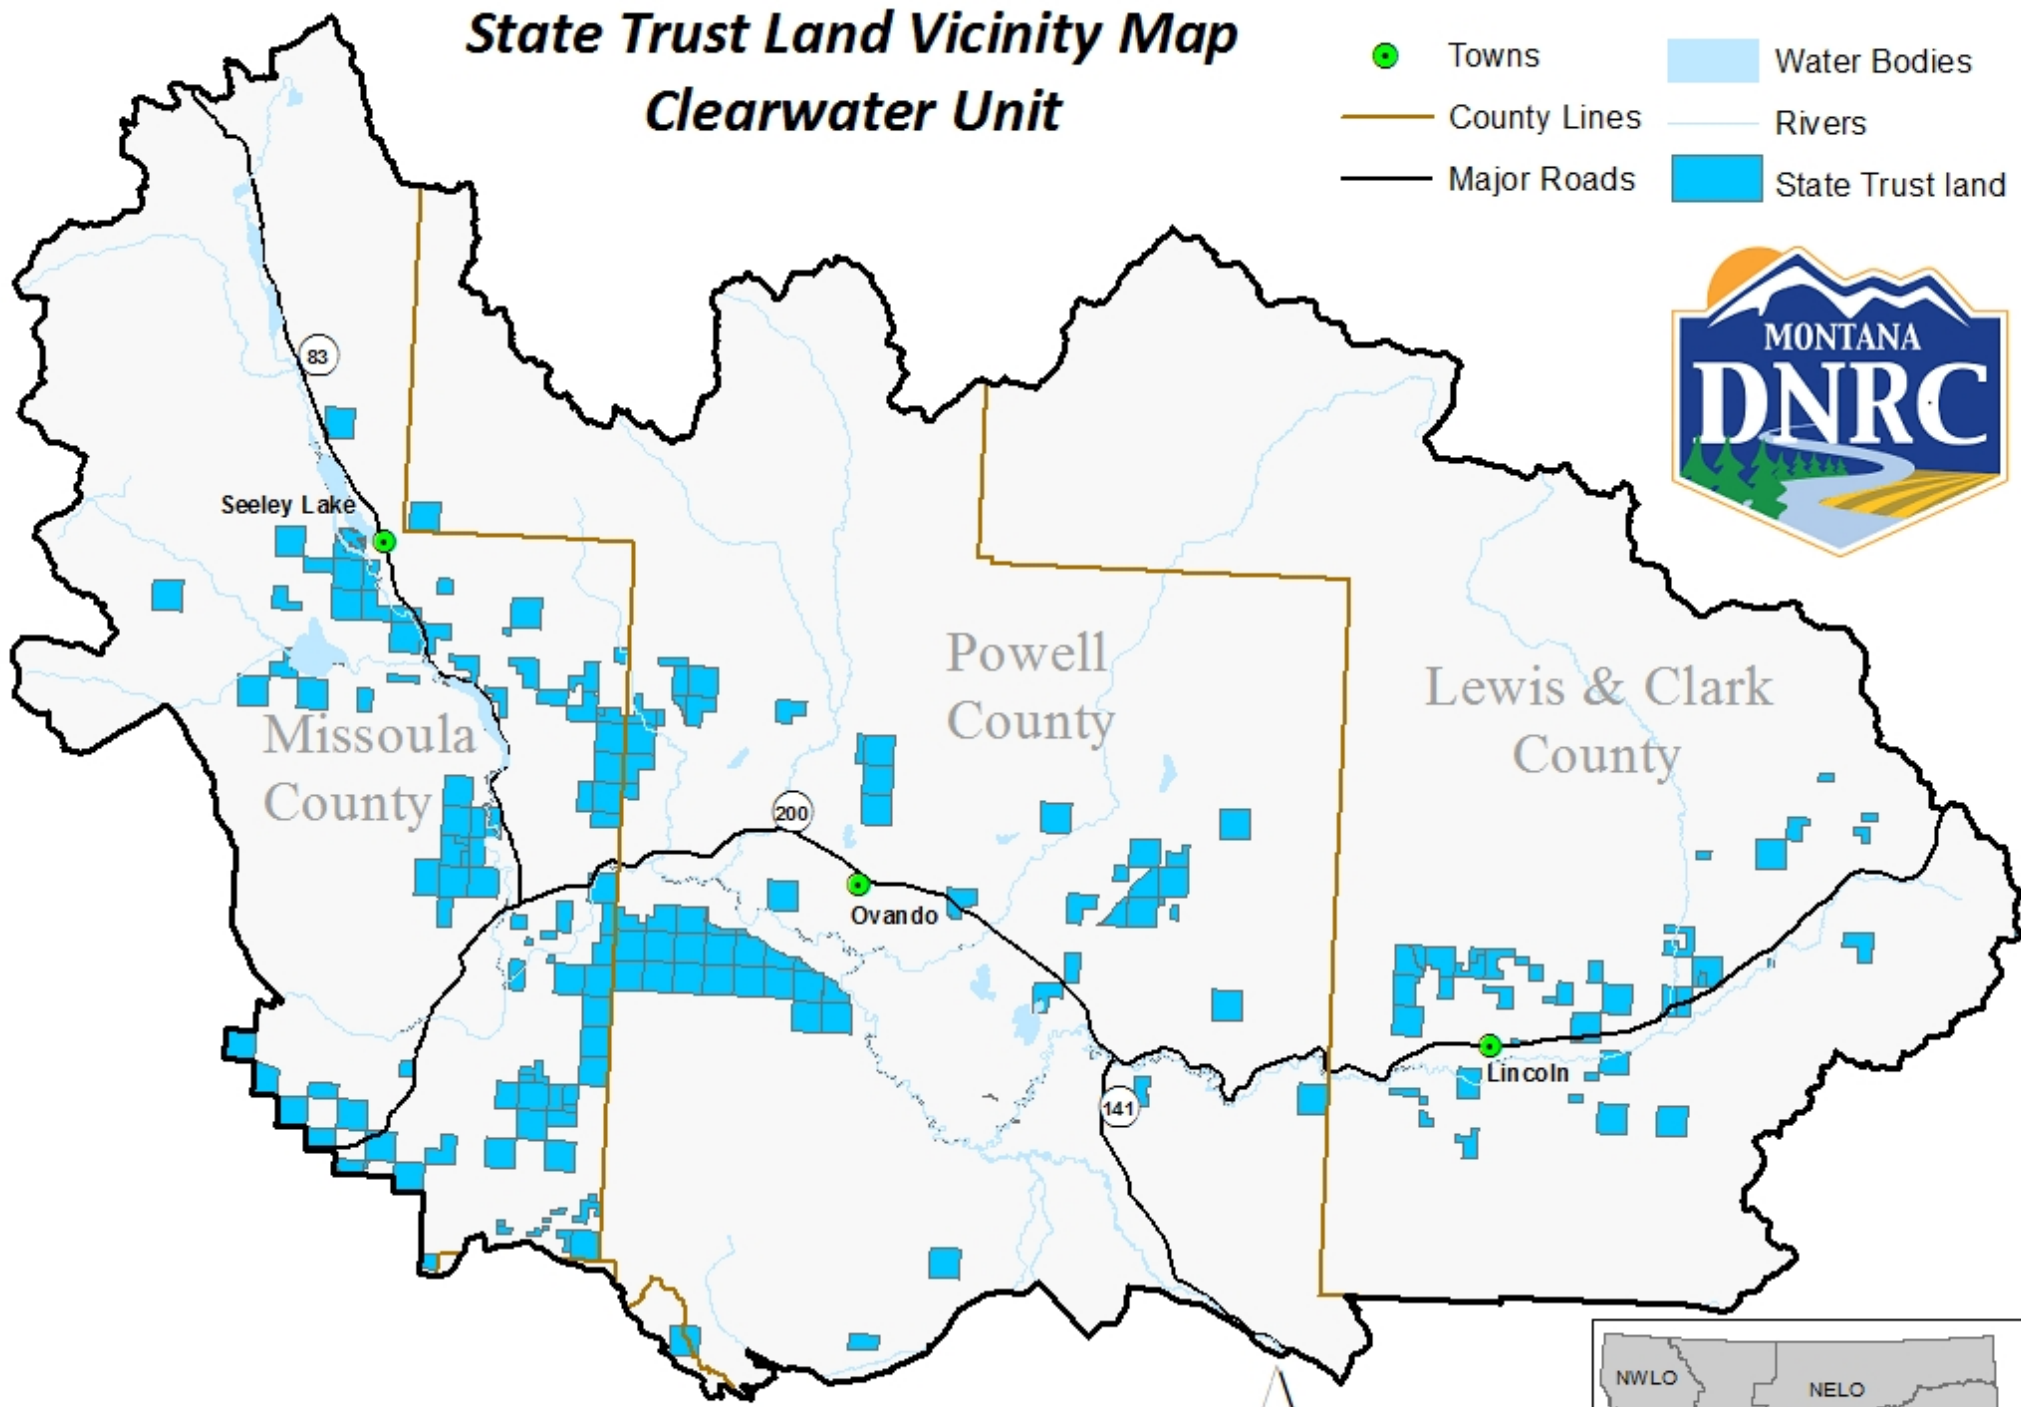 State Trust Land Vicinity Map
Clearwater Unit
Towns
County Lines
Major Roads
Water Bodies
Rivers
State Trust land
MONTANA
DNRC
83
Seeley Lake
Missoula
County
Powell
County
Lewis & Clark
County
200
Ovando
Lincoln
141
NWLO
NELO